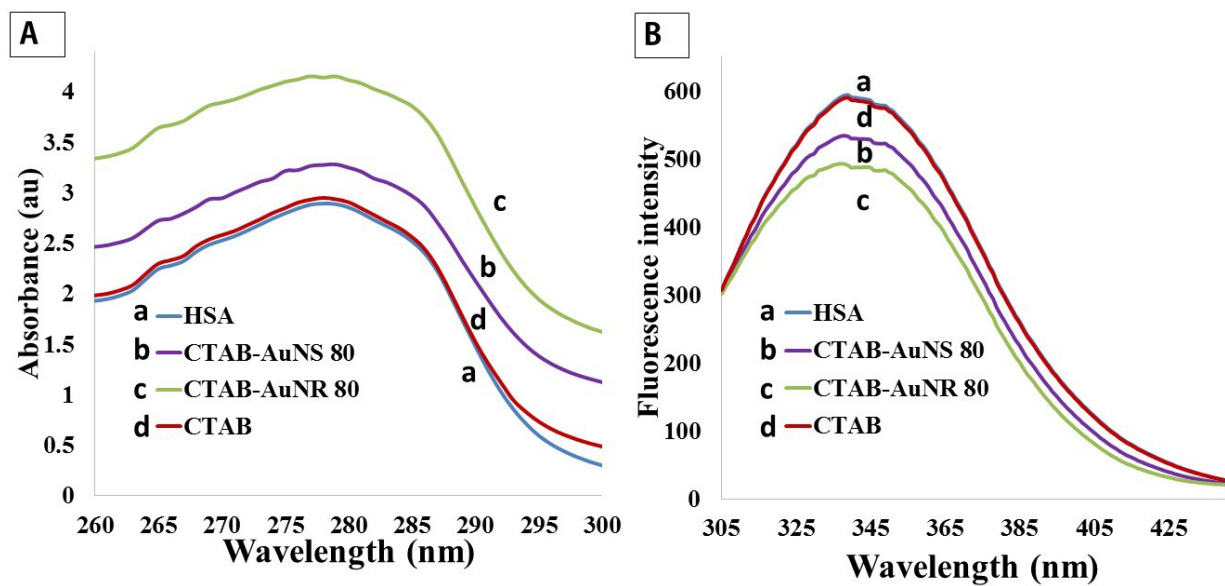 A
Absorbance (au)
4
3.5
3
2.5
2
1.5
1
0.5
0
260 265 270 275 280 285 290 295 300
Wavelength (nm)
a HSA
b CTAB-AuNS 80
c CTAB-AuNR 80
d CTAB
c
b
d
a
B
Fluorescence intensity
600
500
400
300
200
100
0
305 325 345 365 385 405 425
Wavelength (nm)
a
d
b
c
a HSA
b CTAB-AuNS 80
c CTAB-AuNR 80
d CTAB